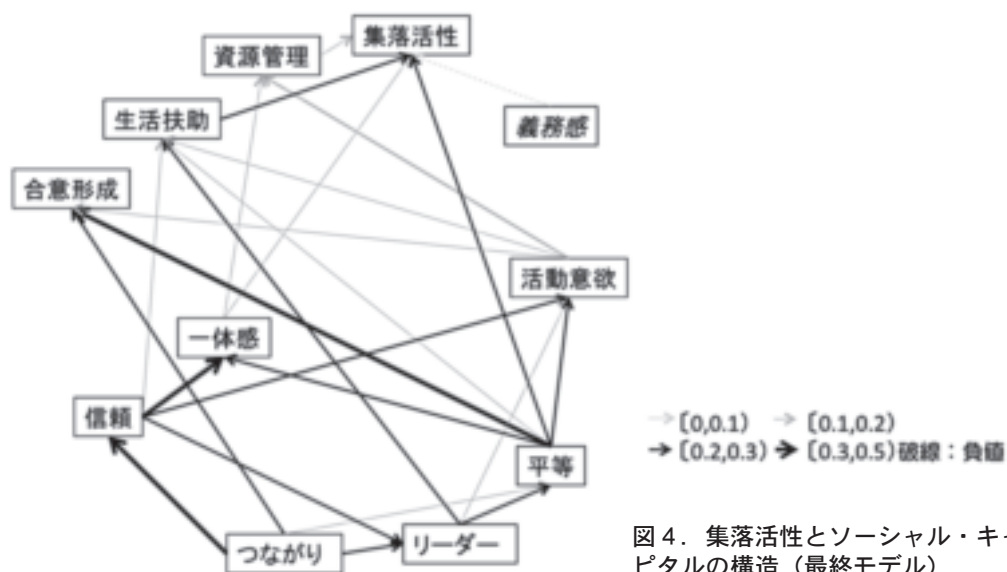 集落活性
資源管理
生活扶助
義務感
合意形成
活動意欲
一体感
信頼
平等
つながり
リーダー
→〔0,0.1) → 〔0.1,0.2)
→〔0.2,0.3) → 〔0.3,0.5)破線：負値
図４．集落活性とソーシャル・キャ
ピタルの構造（最終モデル）